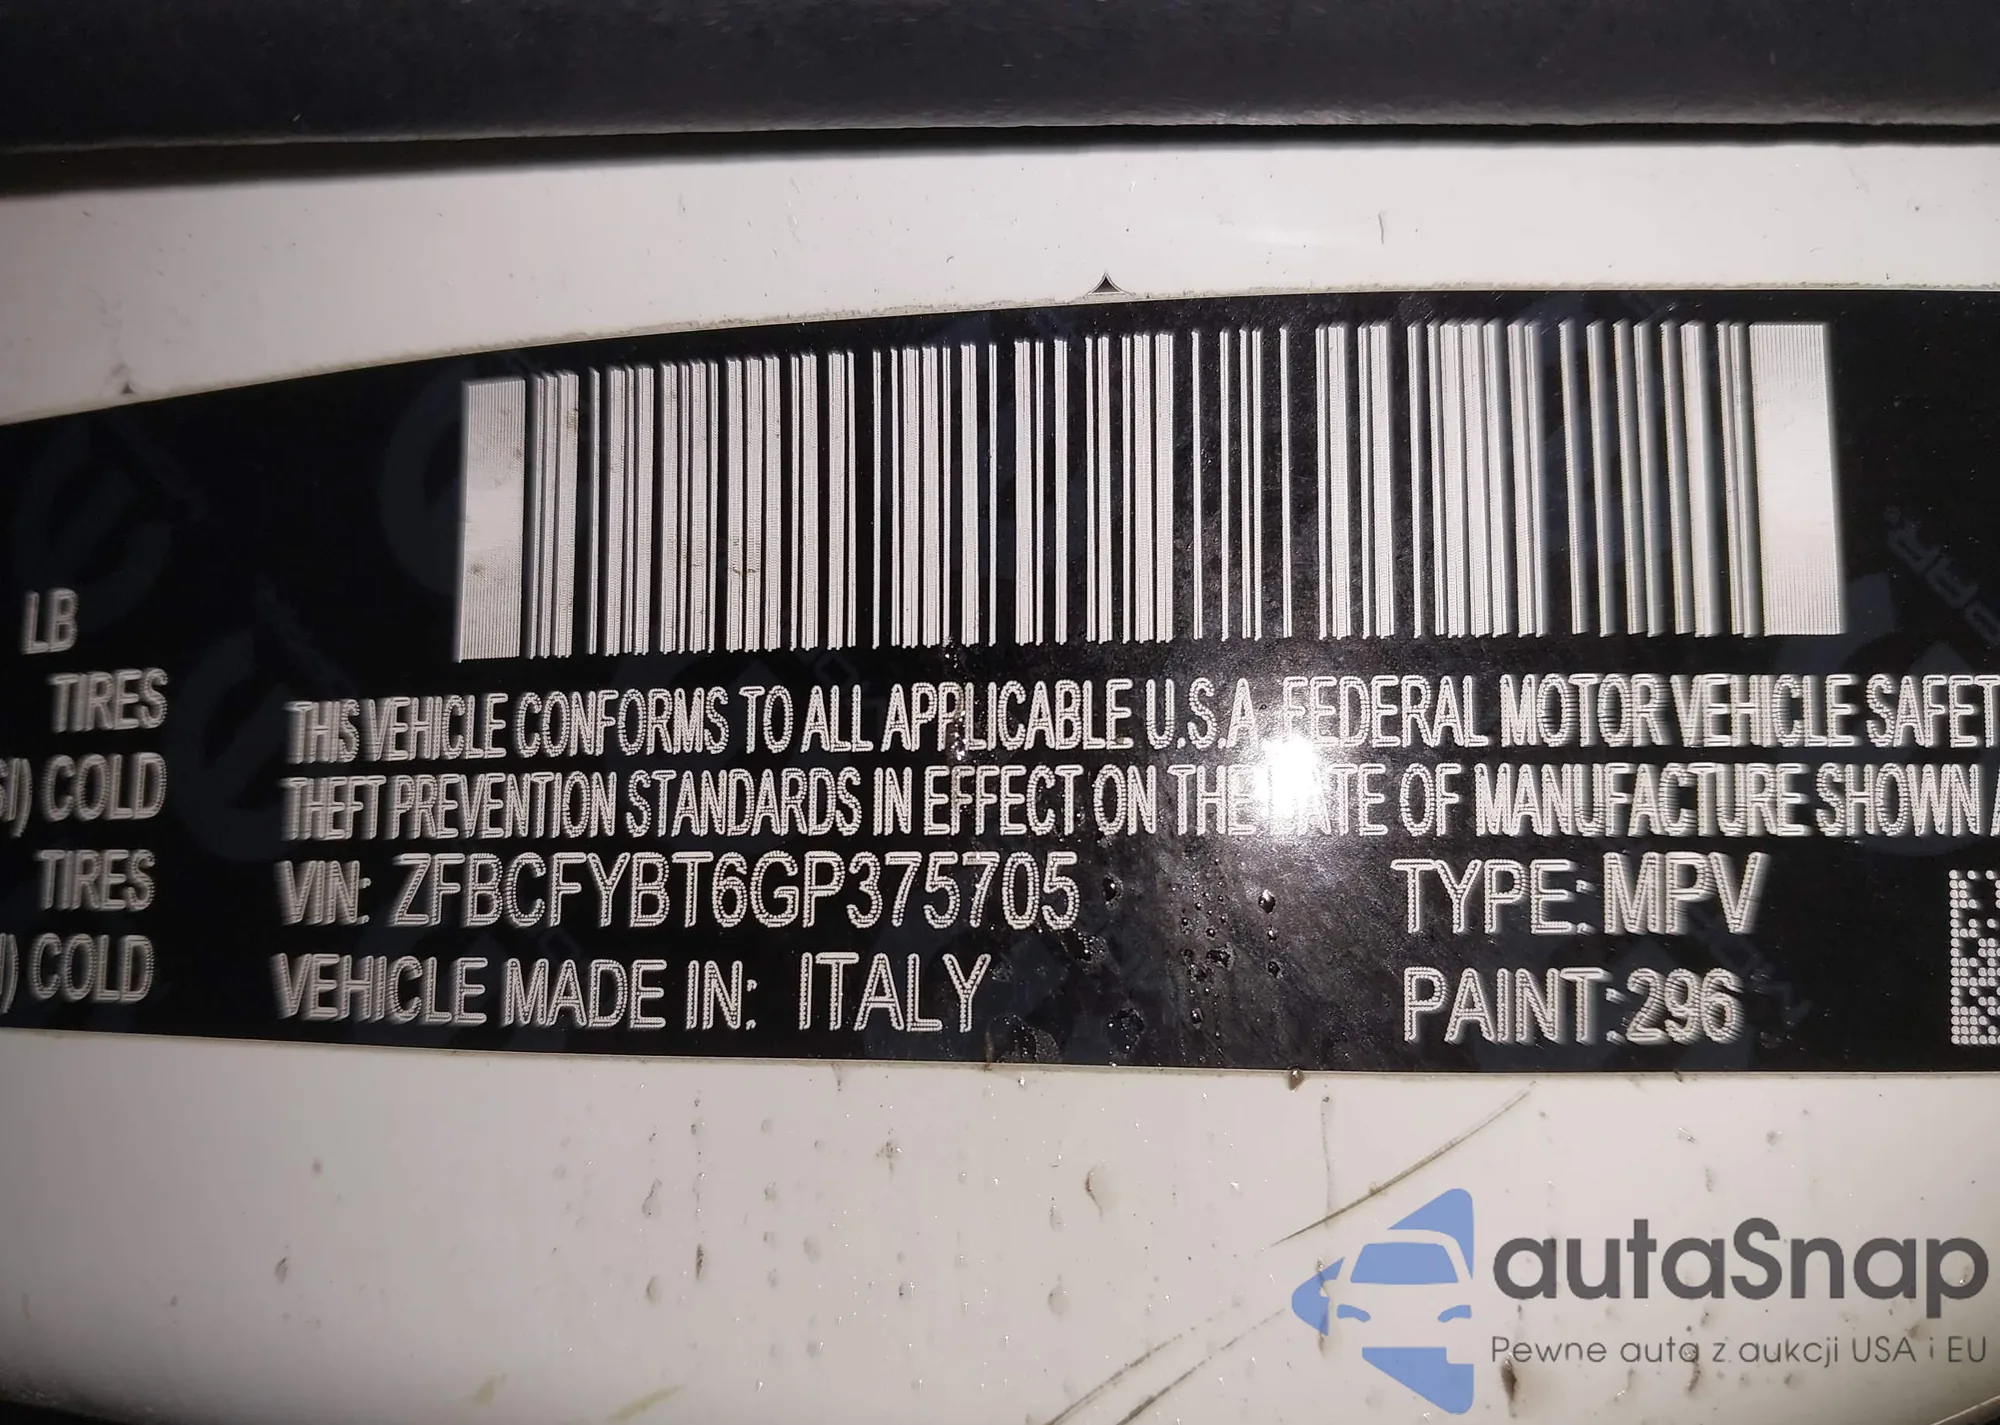 LB
TIRES
SI) COLD
TIRES
I) COLD
THIS VEHICLE CONFORMS TO ALL APPLICABLE U.S.A. FEDERAL MOTOR VEHICLE SAFET
THEFT PREVENTION STANDARDS IN EFFECT ON THE DATE OF MANUFACTURE SHOWN A
VIN: ZFBCFYBT6GP375705 TYPE: MPV
VEHICLE MADE IN: ITALY PAINT:296
autaSnap
Pewne auta z aukcji USA i EU